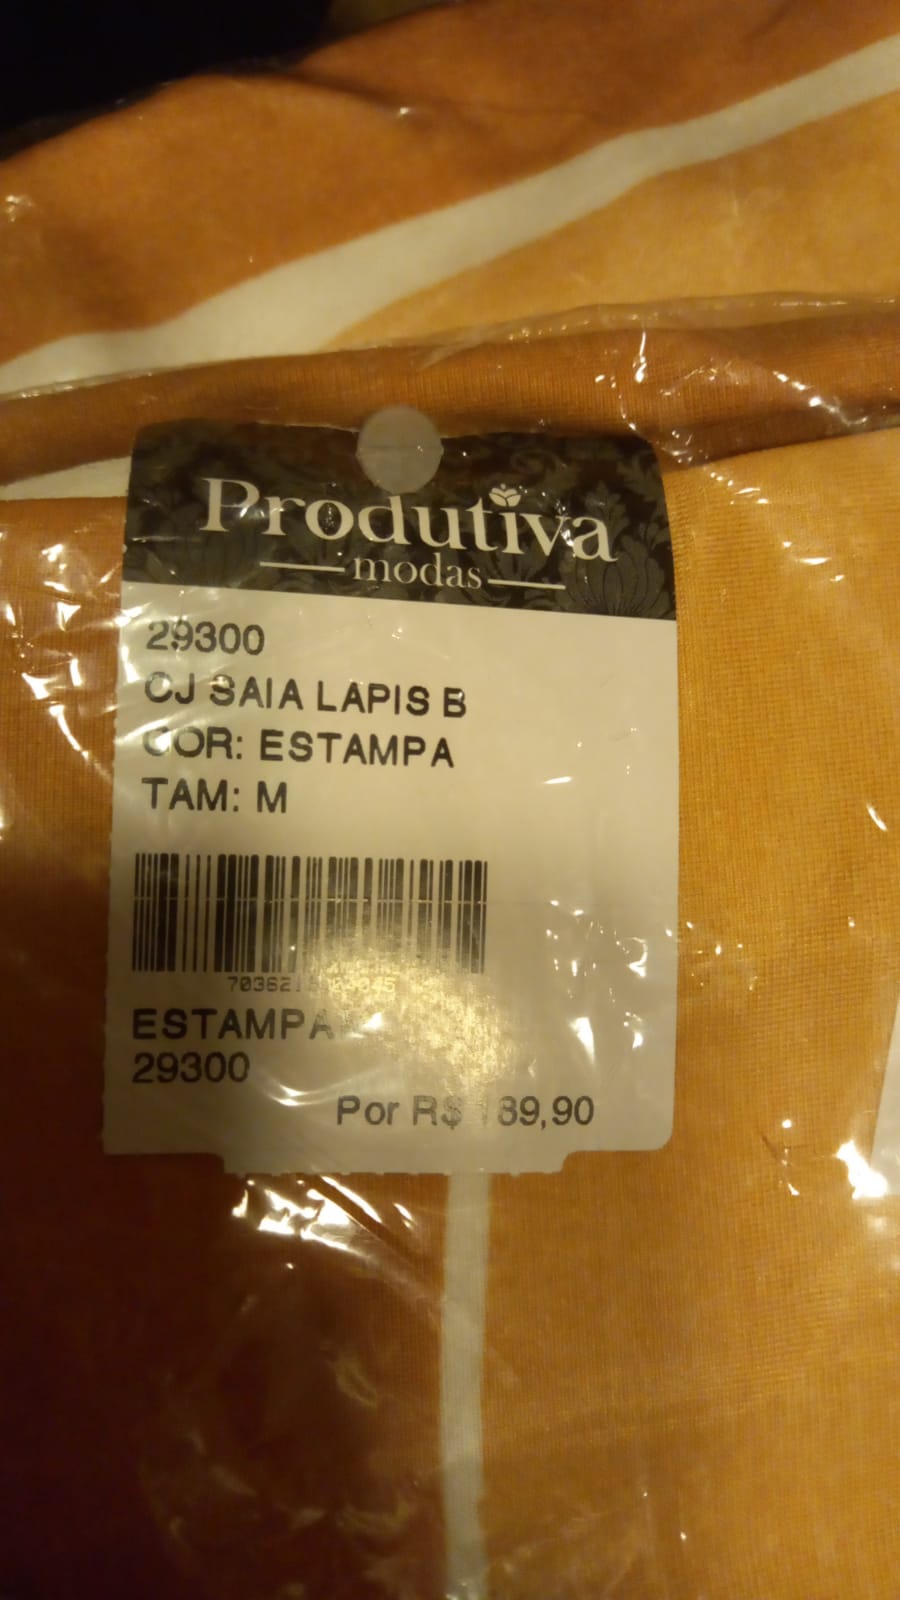 Produtiva
modas
29300
CJ SAIA LAPIS B
COR: ESTAMPA
TAM: M
ESTAMPA
29300
Por R$